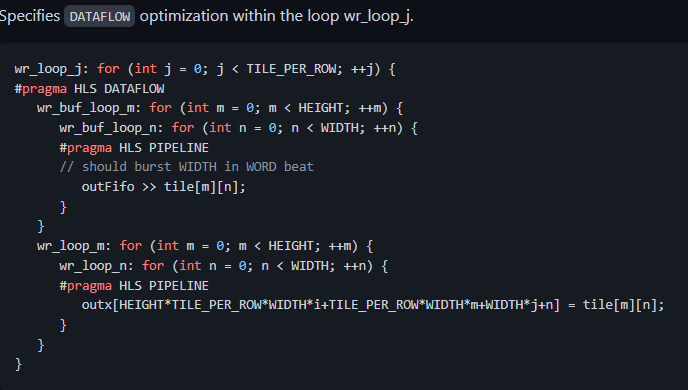 Specifies DATAFLOW optimization within the loop wr_loop_j.
wr_loop_j: for (int j = 0; j < TILE_PER_ROW; ++j) {
#pragma HLS DATAFLOW
   wr_buf_loop_m: for (int m = 0; m < HEIGHT; ++m) {
      wr_buf_loop_n: for (int n = 0; n < WIDTH; ++n) {
      #pragma HLS PIPELINE
      // should burst WIDTH in WORD beat
         outFifo >> tile[m][n];
      }
   }
   wr_loop_m: for (int m = 0; m < HEIGHT; ++m) {
      wr_loop_n: for (int n = 0; n < WIDTH; ++n) {
      #pragma HLS PIPELINE
         outx[HEIGHT*TILE_PER_ROW*WIDTH*i+TILE_PER_ROW*WIDTH*m+WIDTH*j+n] = tile[m][n];
      }
   }
}